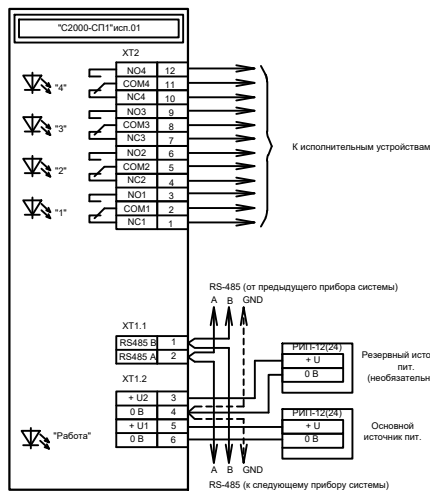 "С2000-СП1"исп.01
XT2
NO4 12
"4" COM4 11
NC4 10
NO3 9
"3" COM3 8
NC3 7
К исполнительным устройствам
NO2 6
"2" COM2 5
NC2 4
NO1 3
"1" COM1 2
NC1 1
RS-485 (от предыдущего прибора системы)
A B GND
XT1.1
RS485 B 1
RS485 A 2
XT1.2
РИП-12(24)
+ U
0 В
Резервный исто
пит.
(необязательн
+ U2 3
0 В 4
+ U1 5
0 В 6
"Работа"
РИП-12(24)
+ U
0 В
Основной
источник пит.
A B GND
RS-485 (к следующему прибору системы)